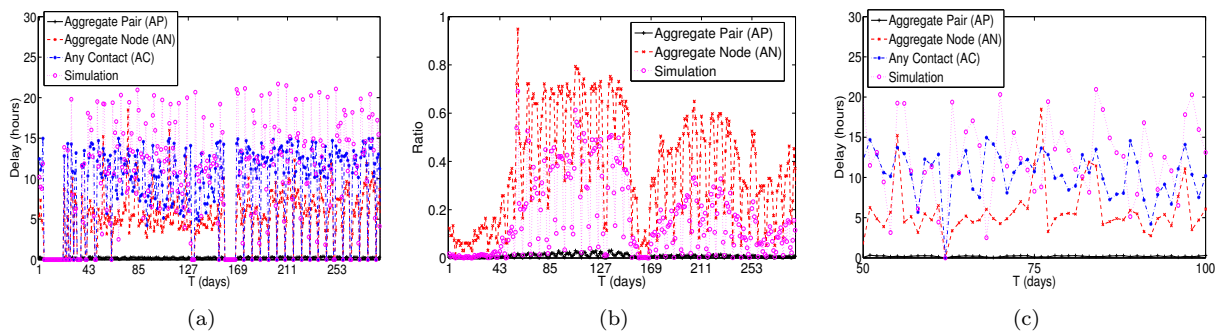 30
25
20
15
10
5
0
Delay (hours)
Aggregate Pair (AP)
Aggregate Node (AN)
Any Contact (AC)
Simulation
1 43 85 127 169 211 253
T (days)
(a)
1
0.8
0.6
0.4
0.2
0
Ratio
Aggregate Pair (AP)
Aggregate Node (AN)
Simulation
1 43 85 127 169 211 253
T (days)
(b)
30
25
20
15
10
5
0
Delay (hours)
Aggregate Pair (AP)
Aggregate Node (AN)
Any Contact (AC)
Simulation
50 75 100
T (days)
(c)